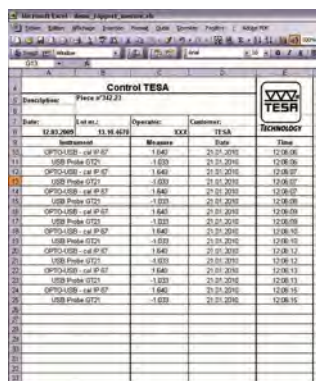 Microsoft Excel - demo_rapport_mesure.xls
G13
A B C D E
Control TESA
Description: Piece n°342.23
TESA
TECHNOLOGY
Date: Lot nr.: Operator: Customer:
12.03.2009 13.10.4678 XXX TESA
Instrument Measure Date Time
OPTO-USB - cal IP 67 1.640 21.01.2010 12:06:06
USB Probe GT21 -1.033 21.01.2010 12:06:06
OPTO-USB - cal IP 67 1.640 21.01.2010 12:06:07
USB Probe GT21 -1.033 21.01.2010 12:06:07
OPTO-USB - cal IP 67 1.640 21.01.2010 12:06:07
USB Probe GT21 -1.033 21.01.2010 12:06:07
OPTO-USB - cal IP 67 1.640 21.01.2010 12:06:09
USB Probe GT21 -1.033 21.01.2010 12:06:09
OPTO-USB - cal IP 67 1.640 21.01.2010 12:06:10
USB Probe GT21 -1.033 21.01.2010 12:06:10
OPTO-USB - cal IP 67 1.640 21.01.2010 12:06:12
USB Probe GT21 -1.033 21.01.2010 12:06:12
OPTO-USB - cal IP 67 1.640 21.01.2010 12:06:13
USB Probe GT21 -1.033 21.01.2010 12:06:13
OPTO-USB - cal IP 67 1.640 21.01.2010 12:06:15
USB Probe GT21 -1.033 21.01.2010 12:06:15